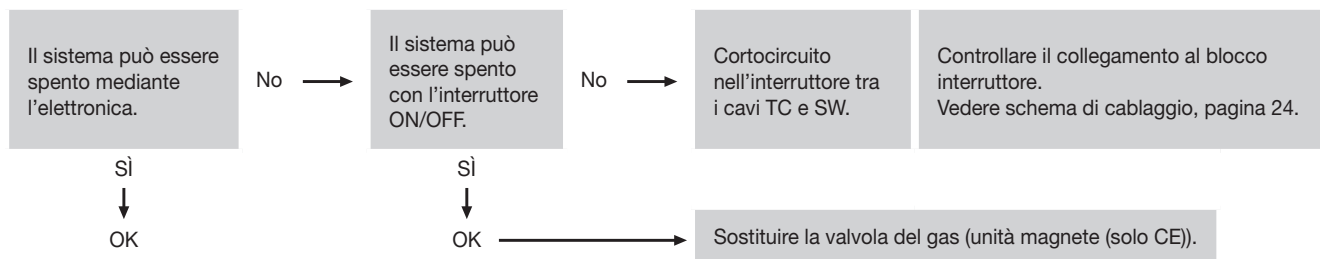 Il sistema può essere
spento mediante
l'elettronica.
No
Il sistema può
essere spento
con l'interruttore
ON/OFF.
No
Cortocircuito
nell'interruttore tra
i cavi TC e SW.
Controllare il collegamento al blocco
interruttore.
Vedere schema di cablaggio, pagina 24.
SÌ
SÌ
OK
OK
Sostituire la valvola del gas (unità magnete (solo CE)).